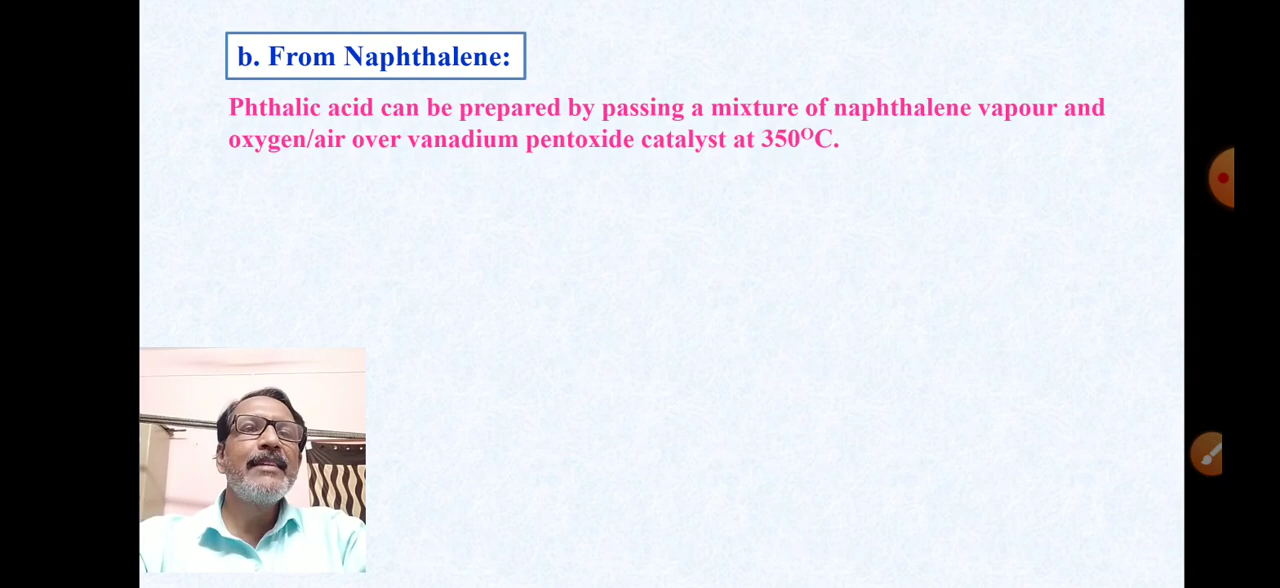 b. From Naphthalene:
Phthalic acid can be prepared by passing a mixture of naphthalene vapour and
oxygen/air over vanadium pentoxide catalyst at 350⁰C.